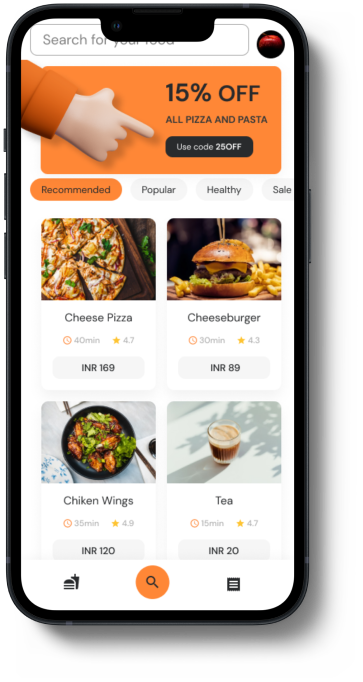 Search for your food
15% OFF
ALL PIZZA AND PASTA
Use code 25OFF
Recommended Popular Healthy Sale
Cheese Pizza Cheeseburger
40min 4.7 30min 4.3
INR 169 INR 89
Chiken Wings Tea
35min 4.9 15min 4.7
INR 120 INR 20